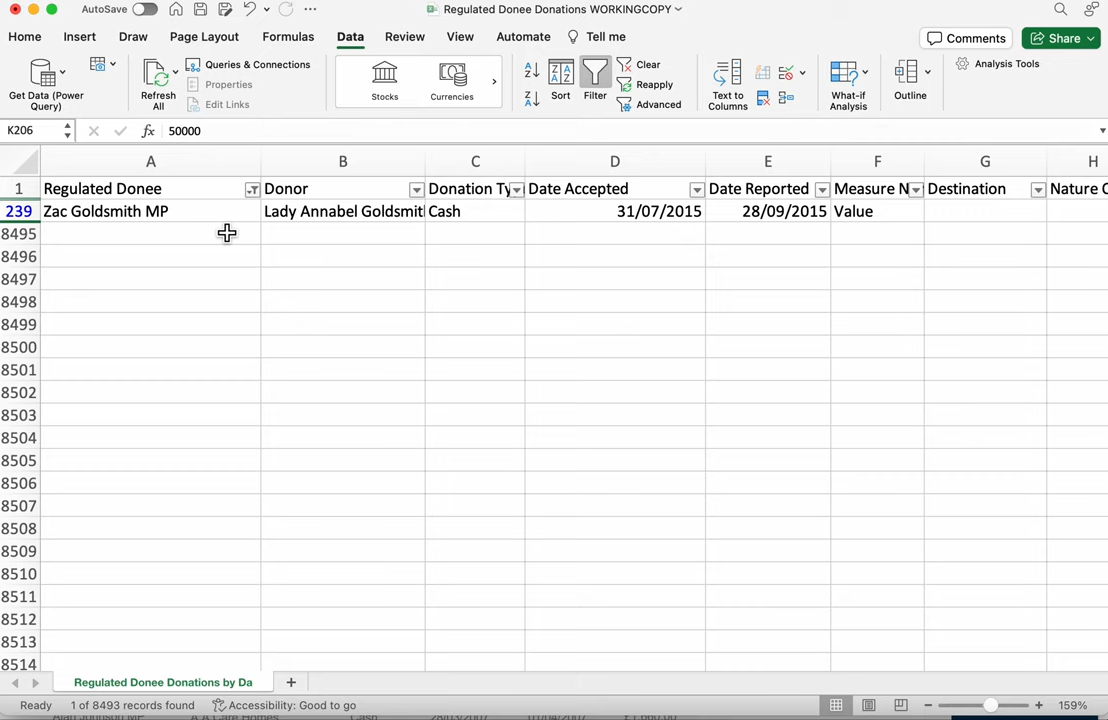 AutoSave
Regulated Donee Donations WORKINGCOPY
Home Insert Draw Page Layout Formulas Data Review View Automate Tell me
Comments Share
Get Data (Power Query)
Refresh All
Queries & Connections
Properties
Edit Links
Stocks Currencies
Sort Filter
Clear
Reapply
Advanced
Text to Columns
What-if Analysis
Outline
Analysis Tools
K206 fx 50000
A B C D E F G H
1 Regulated Donee Donor Donation Ty Date Accepted Date Reported Measure N Destination Nature O
239 Zac Goldsmith MP Lady Annabel Goldsmit Cash 31/07/2015 28/09/2015 Value
8495
8496
8497
8498
8499
8500
8501
8502
8503
8504
8505
8506
8507
8508
8509
8510
8511
8512
8513
8514
Regulated Donee Donations by Da
Ready 1 of 8493 records found Accessibility: Good to go 159%